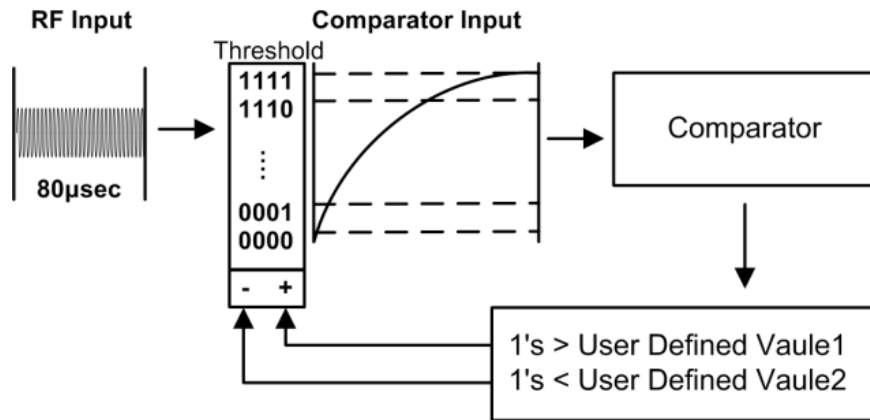 RF Input
Comparator Input
Threshold
1111
1110
0001
0000
- +
80µsec
Comparator
1's > User Defined Vaule1
1's < User Defined Vaule2